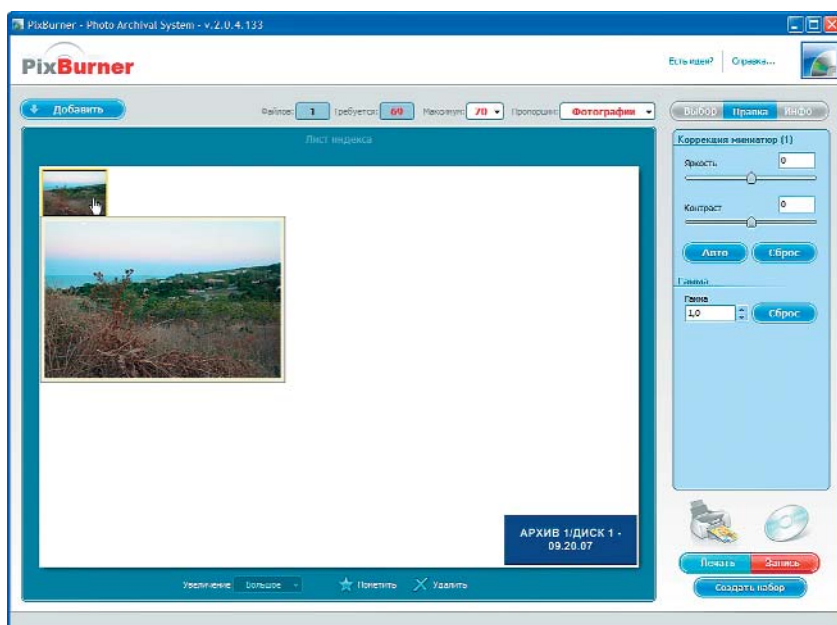 PixBurner - Photo Archival System - v.2.0.4.133
PixBurner
Есть идеи? Справка...
Добавить
Файлов: 1 Требуется: 69 Максимум: 70 Пропорции: Фотографии
Выбор Правка Инфо
Лист индекса
Коррекция миниатюр (1)
Яркость 0
Контраст 0
Авто Сброс
Гамма
Гамма
1,0 Сброс
АРХИВ 1/ДИСК 1 -
09.20.07
Увеличение Большое Пометить Удалить
Печать Запись
Создать набор